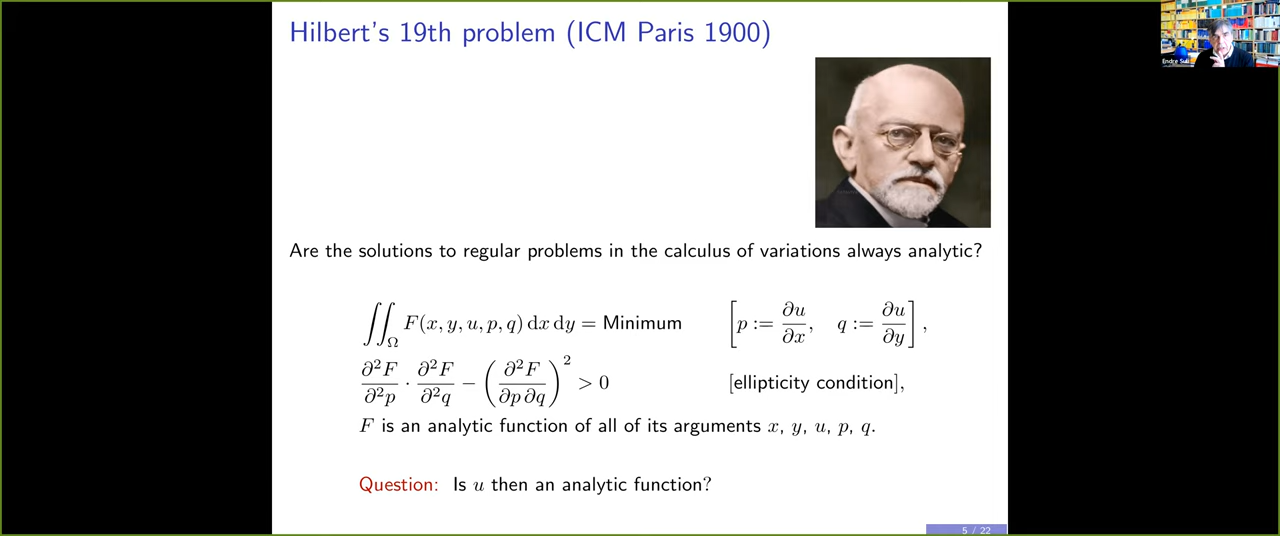 Hilbert's 19th problem (ICM Paris 1900)
Endre Suli
Are the solutions to regular problems in the calculus of variations always analytic?
∬_Ω F(x, y, u, p, q) dx dy = Minimum [p := ∂u/∂x, q := ∂u/∂y],
∂²F/∂²p · ∂²F/∂²q − (∂²F/∂p ∂q)² > 0 [ellipticity condition],
F is an analytic function of all of its arguments x, y, u, p, q.
Question: Is u then an analytic function?
5 / 22